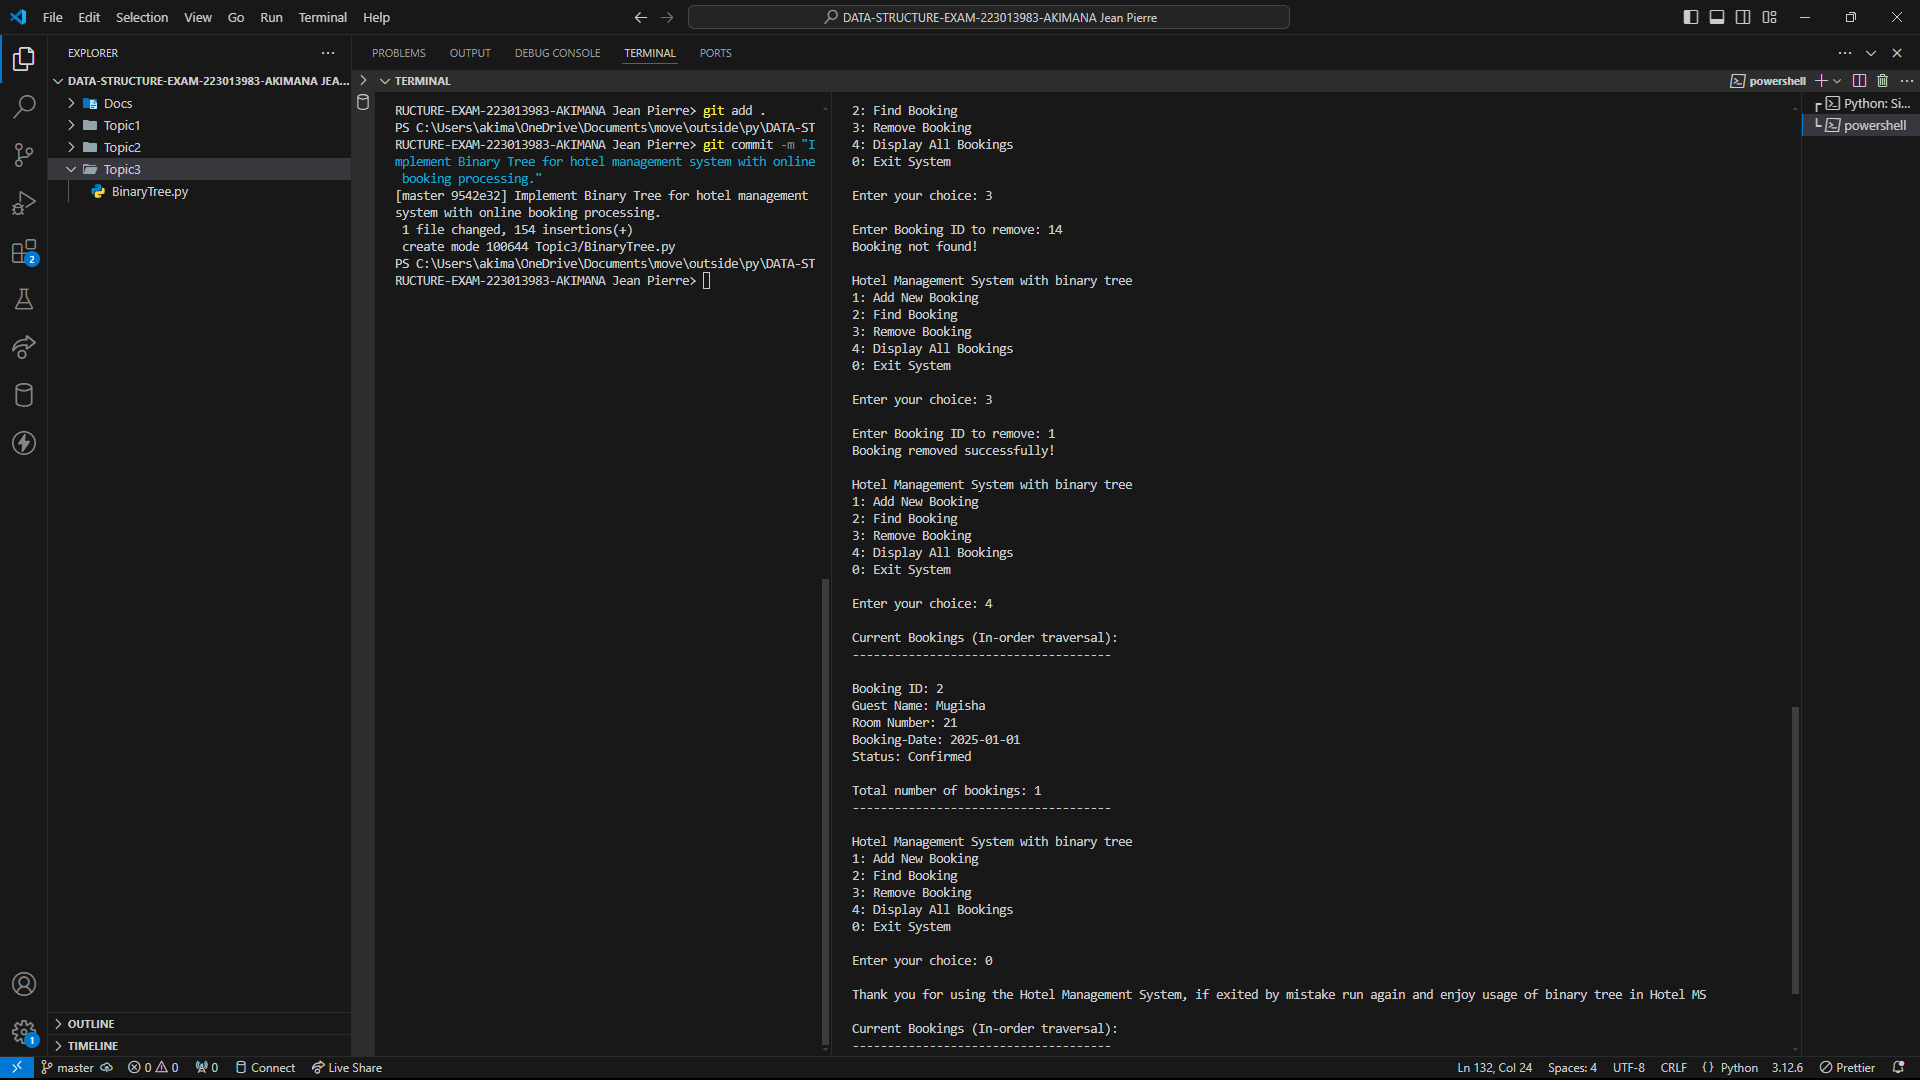 File Edit Selection View Go Run Terminal Help
DATA-STRUCTURE-EXAM-223013983-AKIMANA Jean Pierre
EXPLORER
DATA-STRUCTURE-EXAM-223013983-AKIMANA JEA...
Docs
Topic1
Topic2
Topic3
BinaryTree.py
OUTLINE
TIMELINE
2
1
PROBLEMS OUTPUT DEBUG CONSOLE TERMINAL PORTS
TERMINAL
powershell
RUCTURE-EXAM-223013983-AKIMANA Jean Pierre> git add .
PS C:\Users\akima\OneDrive\Documents\move\outside\py\DATA-ST
RUCTURE-EXAM-223013983-AKIMANA Jean Pierre> git commit -m "I
mplement Binary Tree for hotel management system with online
booking processing."
[master 9542e32] Implement Binary Tree for hotel management
system with online booking processing.
1 file changed, 154 insertions(+)
create mode 100644 Topic3/BinaryTree.py
PS C:\Users\akima\OneDrive\Documents\move\outside\py\DATA-ST
RUCTURE-EXAM-223013983-AKIMANA Jean Pierre>
2: Find Booking
3: Remove Booking
4: Display All Bookings
0: Exit System
Enter your choice: 3
Enter Booking ID to remove: 14
Booking not found!
Hotel Management System with binary tree
1: Add New Booking
2: Find Booking
3: Remove Booking
4: Display All Bookings
0: Exit System
Enter your choice: 3
Enter Booking ID to remove: 1
Booking removed successfully!
Hotel Management System with binary tree
1: Add New Booking
2: Find Booking
3: Remove Booking
4: Display All Bookings
0: Exit System
Enter your choice: 4
Current Bookings (In-order traversal):
-------------------------------------
Booking ID: 2
Guest Name: Mugisha
Room Number: 21
Booking-Date: 2025-01-01
Status: Confirmed
Total number of bookings: 1
-------------------------------------
Hotel Management System with binary tree
1: Add New Booking
2: Find Booking
3: Remove Booking
4: Display All Bookings
0: Exit System
Enter your choice: 0
Thank you for using the Hotel Management System, if exited by mistake run again and enjoy usage of binary tree in Hotel MS
Current Bookings (In-order traversal):
-------------------------------------
Python: Si...
powershell
master 0 0 0 Connect Live Share
Ln 132, Col 24 Spaces: 4 UTF-8 CRLF {} Python 3.12.6 Prettier